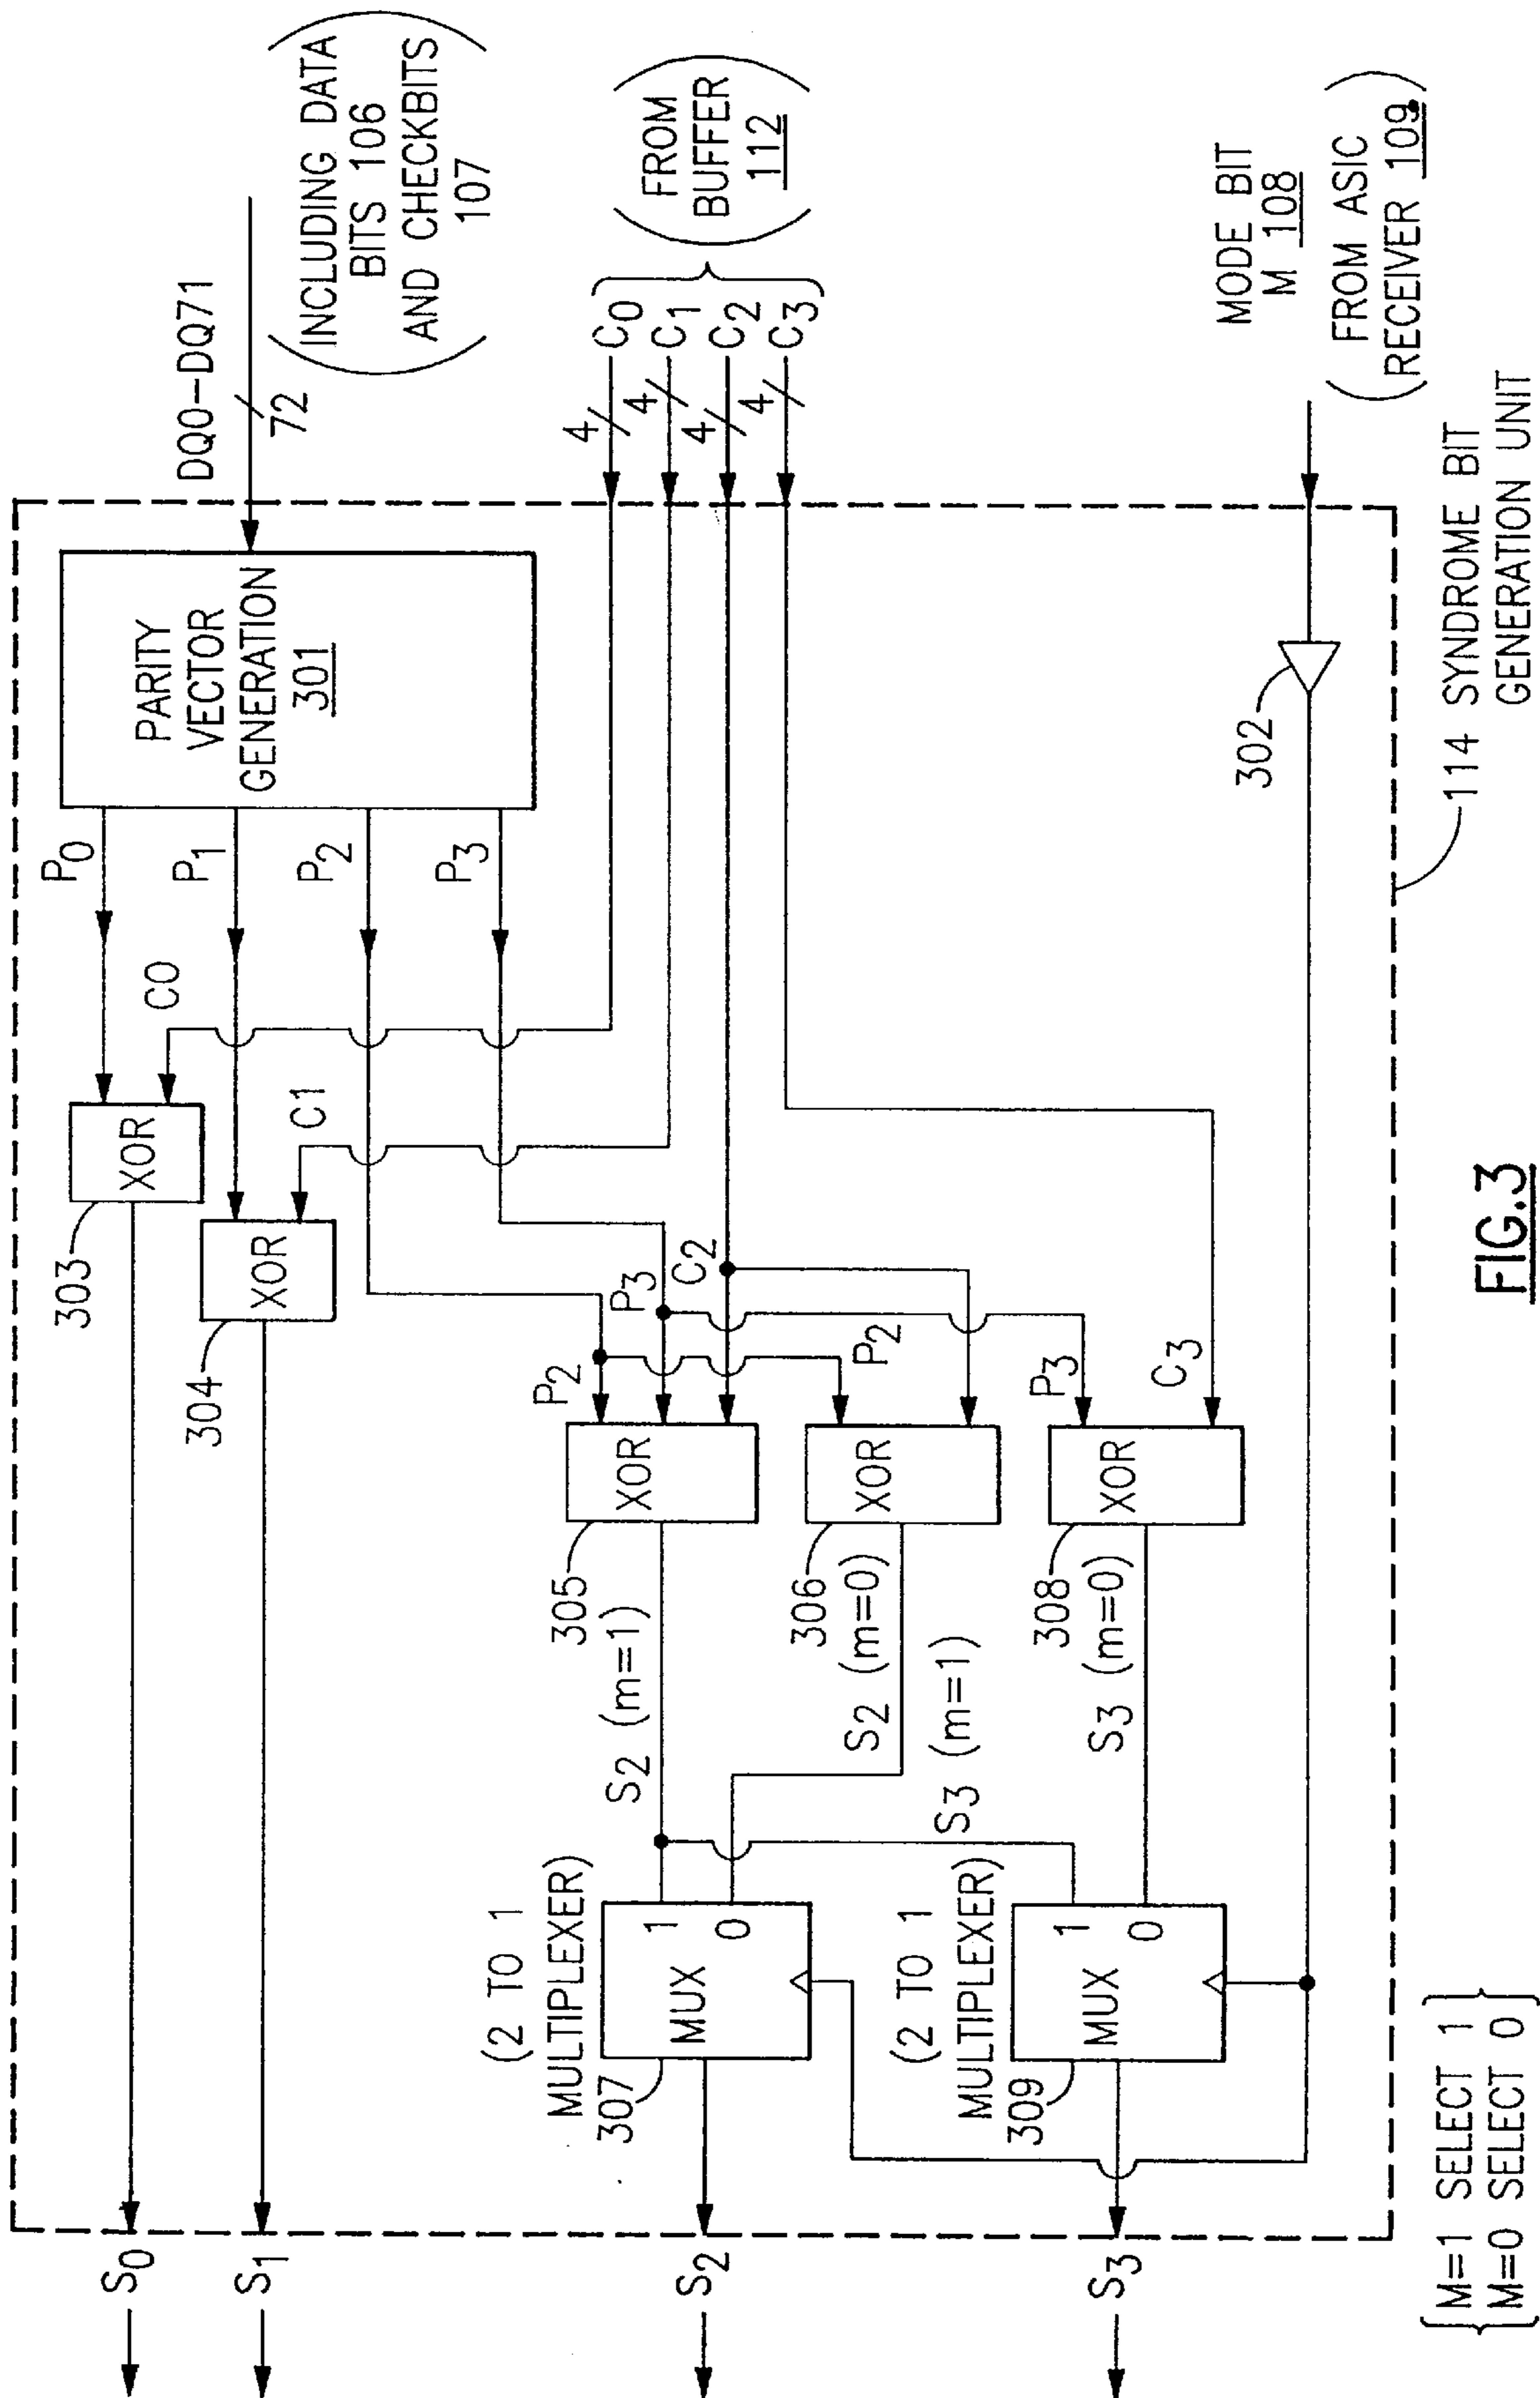 DQ0-DQ71
72
(INCLUDING DATA
BITS 106
AND CHECKBITS
107)
PARITY
VECTOR
GENERATION
301
P0
P1
P2
P3
C0
C1
4
4
4
4
C0
C1
C2
C3
(FROM
BUFFER
112)
XOR
303
XOR
304
P2
P3
C2
P2
P3
C3
XOR
305
XOR
306
XOR
308
S2 (m=1)
S2 (m=0)
S3 (m=1)
S3 (m=0)
(2 TO 1
MULTIPLEXER)
307
MUX
1
0
(2 TO 1
MULTIPLEXER)
309
MUX
1
0
302
MODE BIT
M 108
(FROM ASIC
RECEIVER 109)
S0
S1
S2
S3
114 SYNDROME BIT
GENERATION UNIT
{M=1 SELECT 1
M=0 SELECT 0}
FIG.3